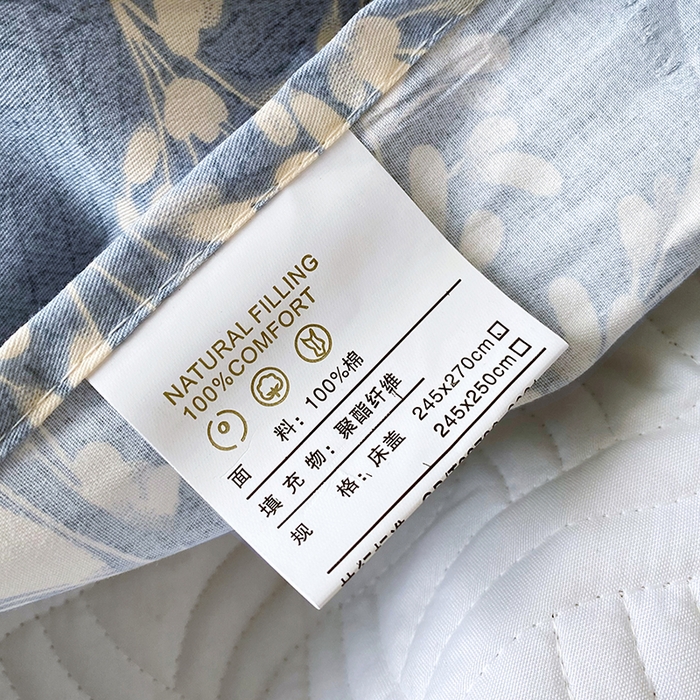 NATURAL FILLING
100%COMFORT
面 料：100%棉
填 充 物：聚酯纤维
规 格：床盖 245x270cm
245x250cm